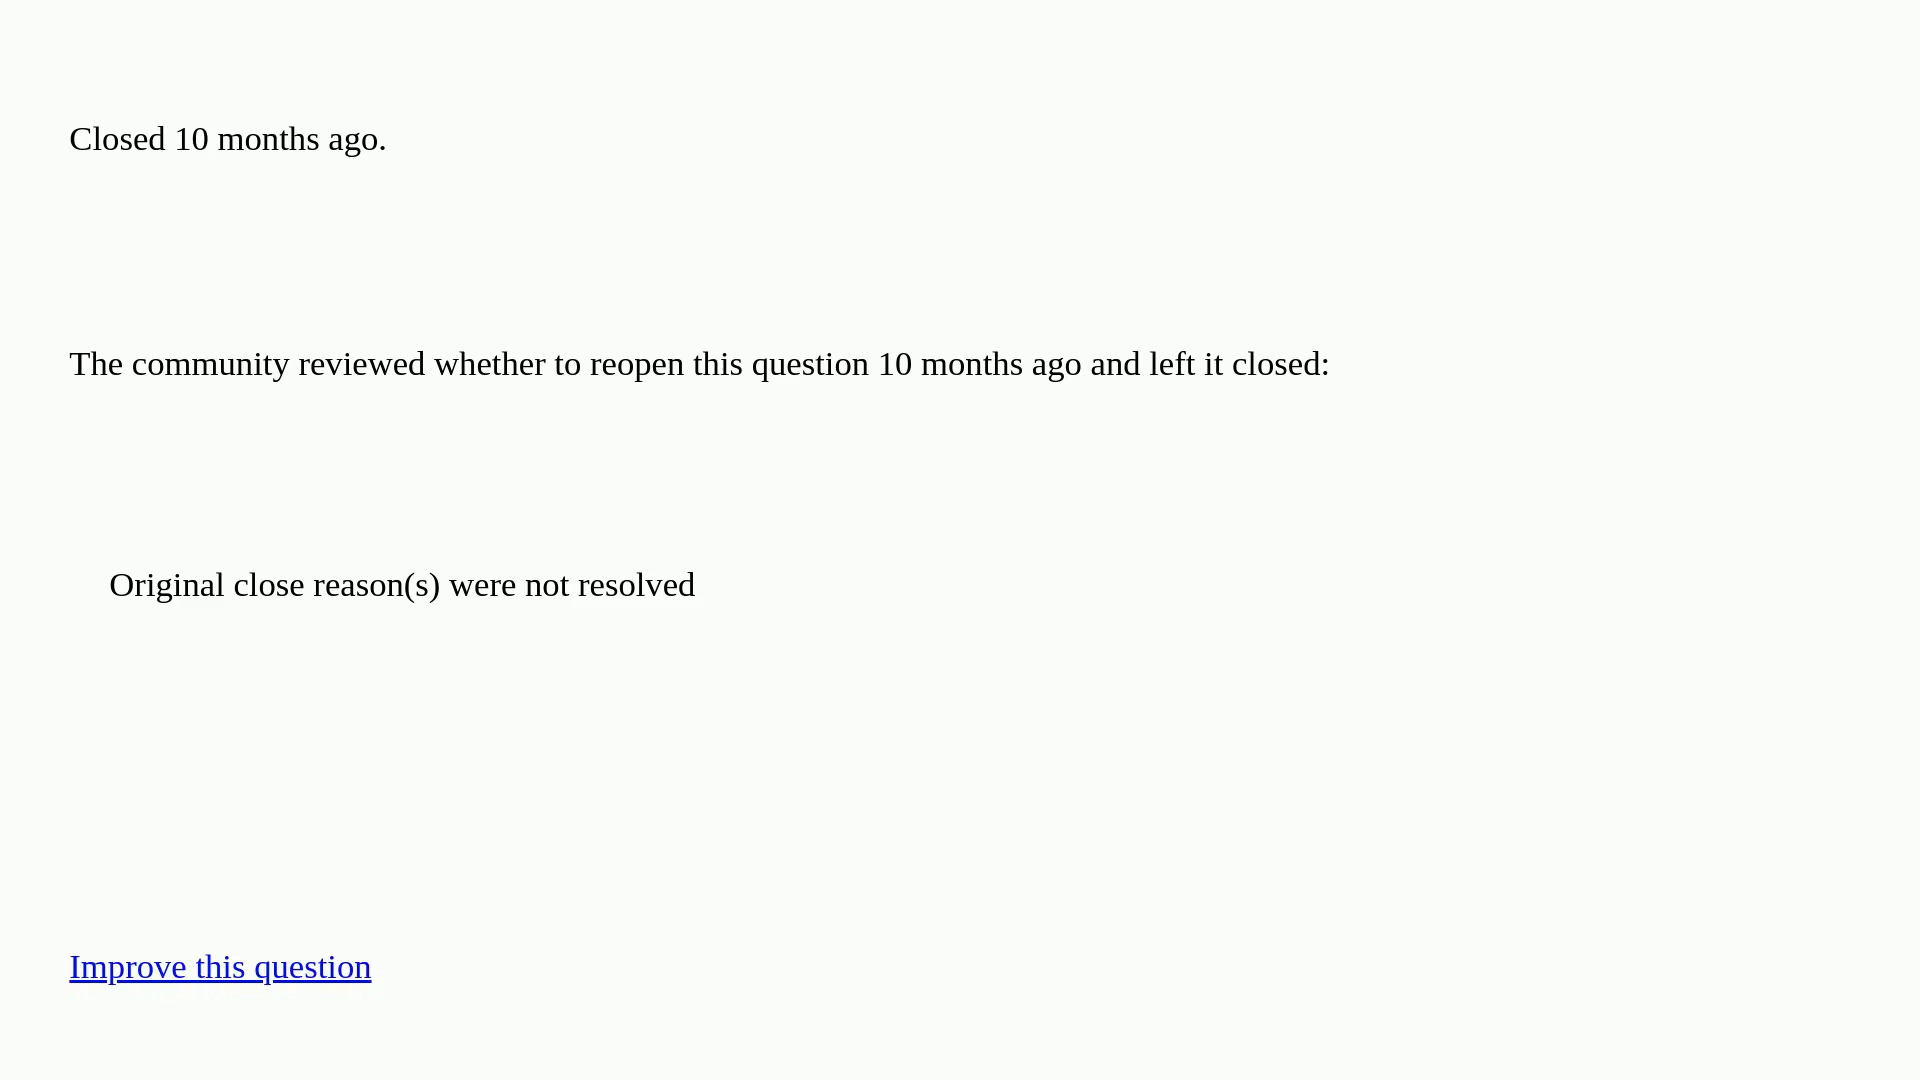 Closed 10 months ago.
The community reviewed whether to reopen this question 10 months ago and left it closed:
Original close reason(s) were not resolved
Improve this question